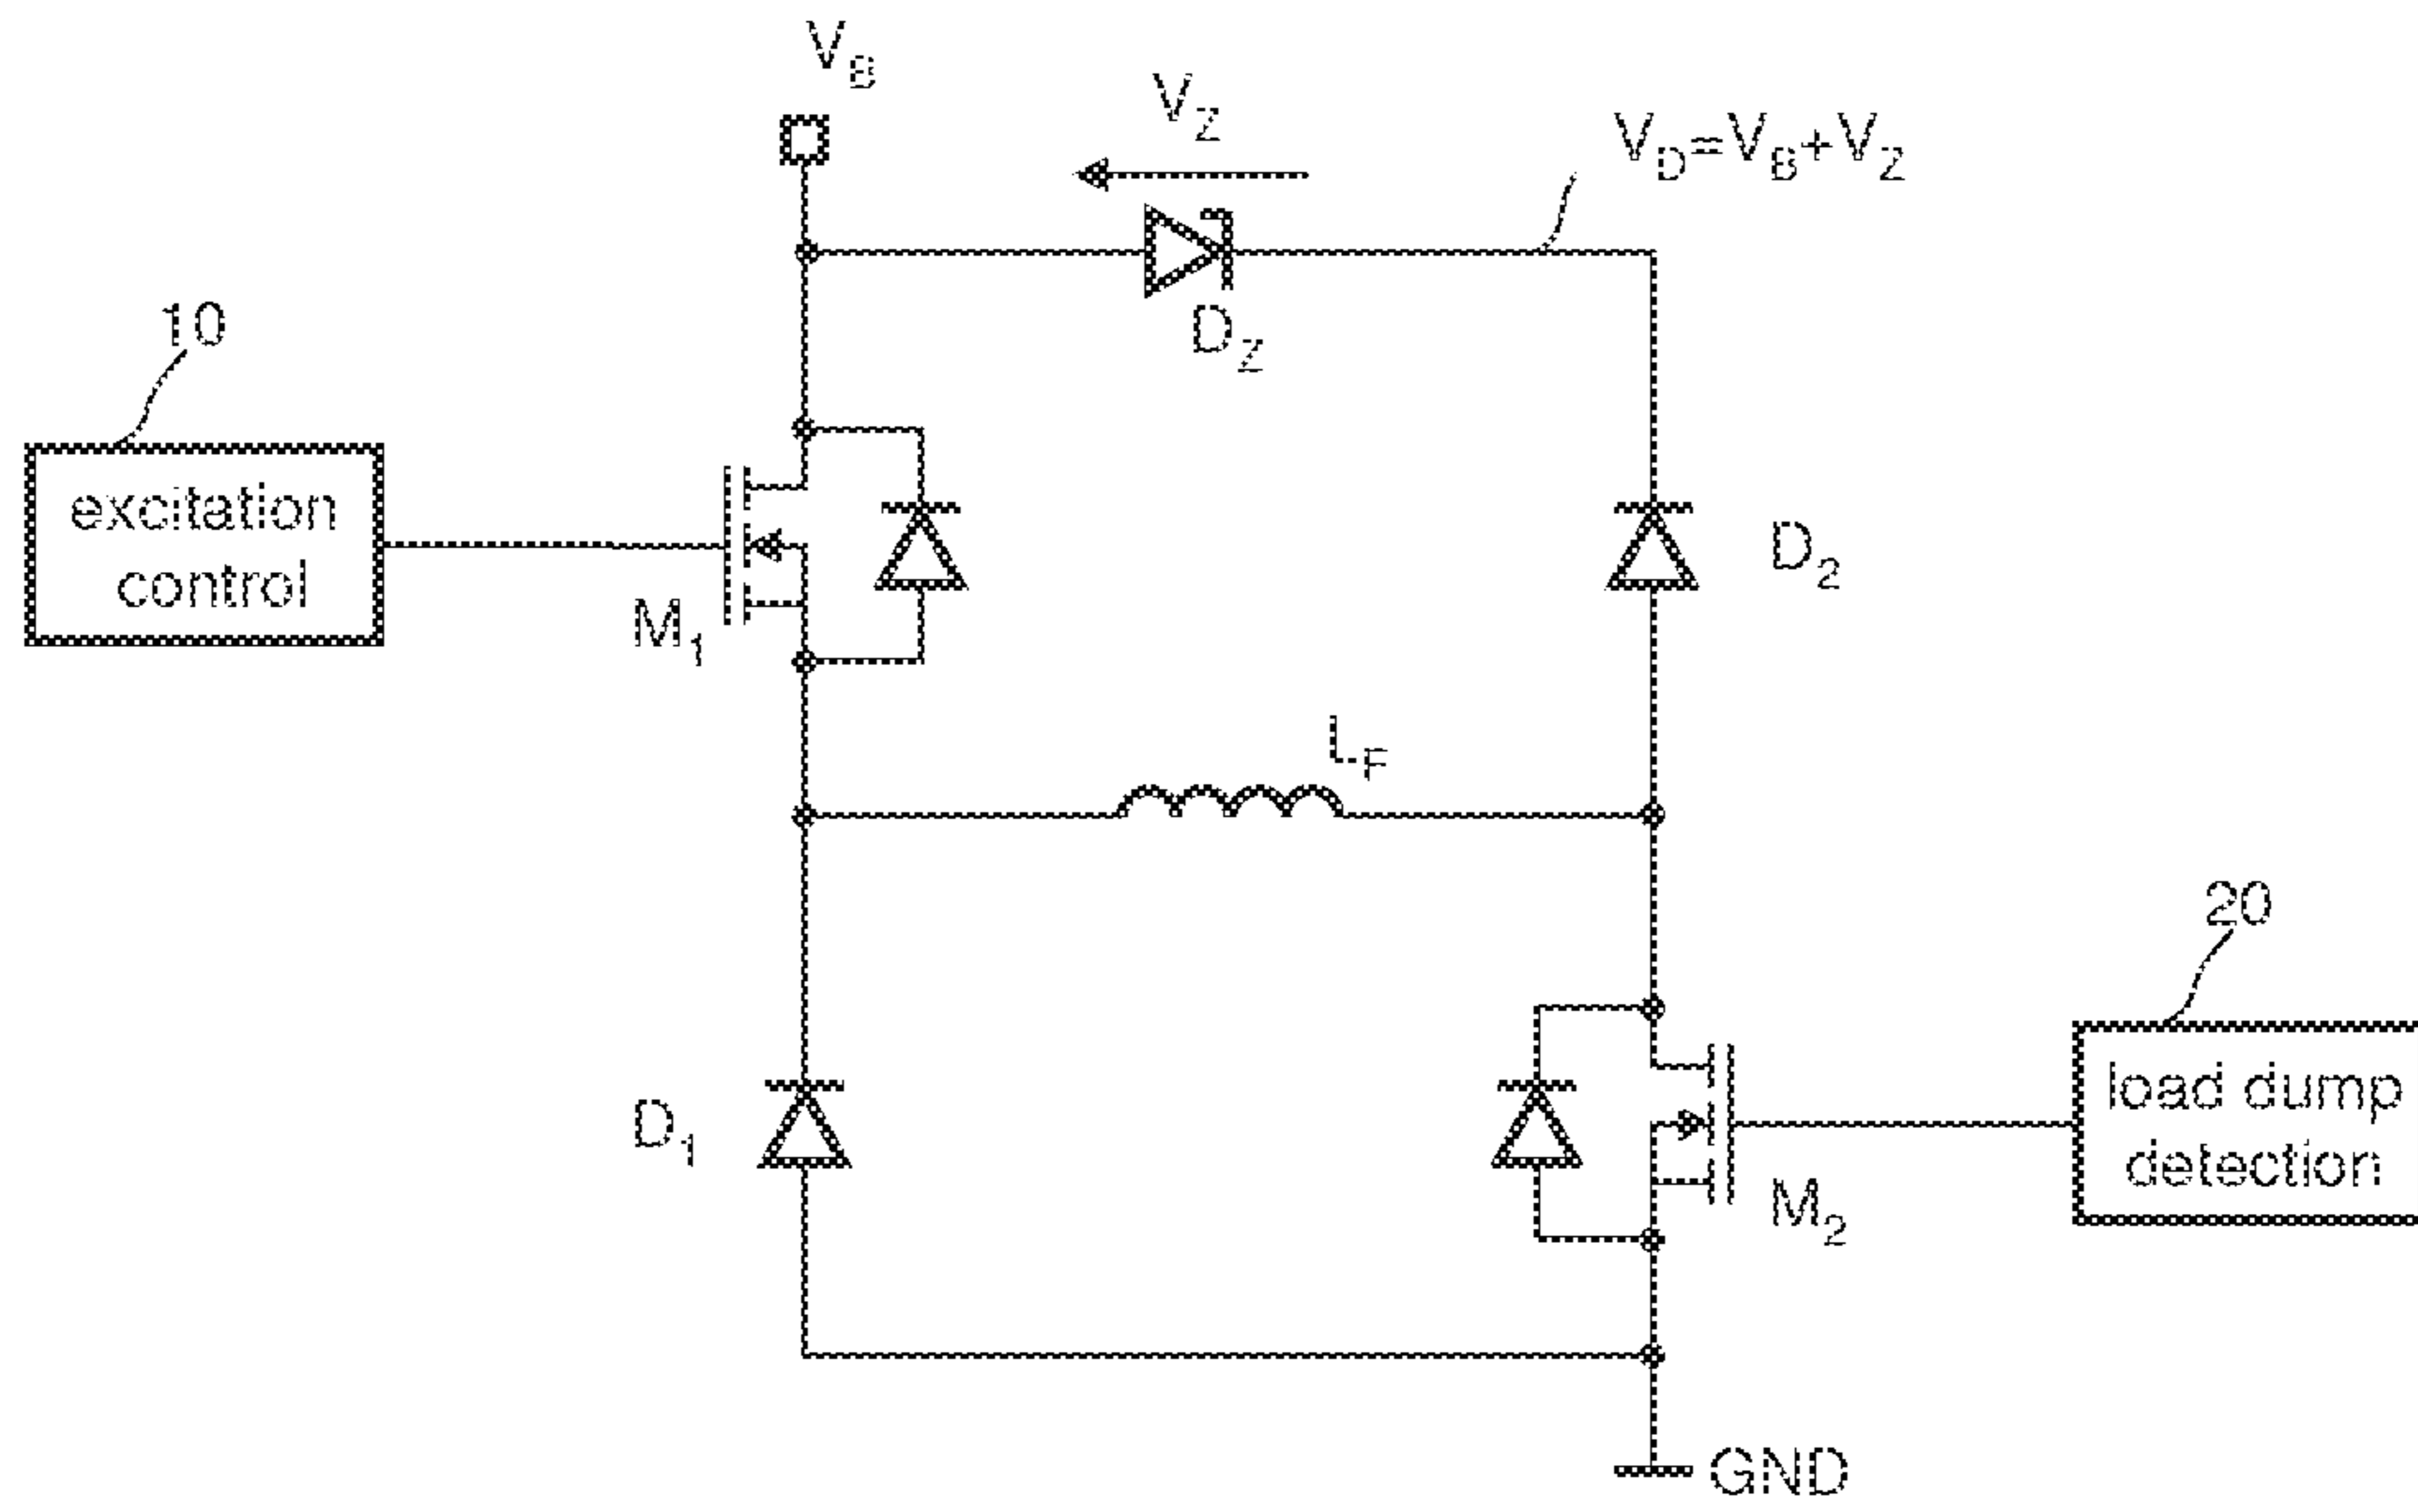 V_B
V_Z
V_D=V_B+V_Z
D_Z
10
excitation
control
M_1
D_2
L_F
20
load dump
detection
D_1
M_2
GND